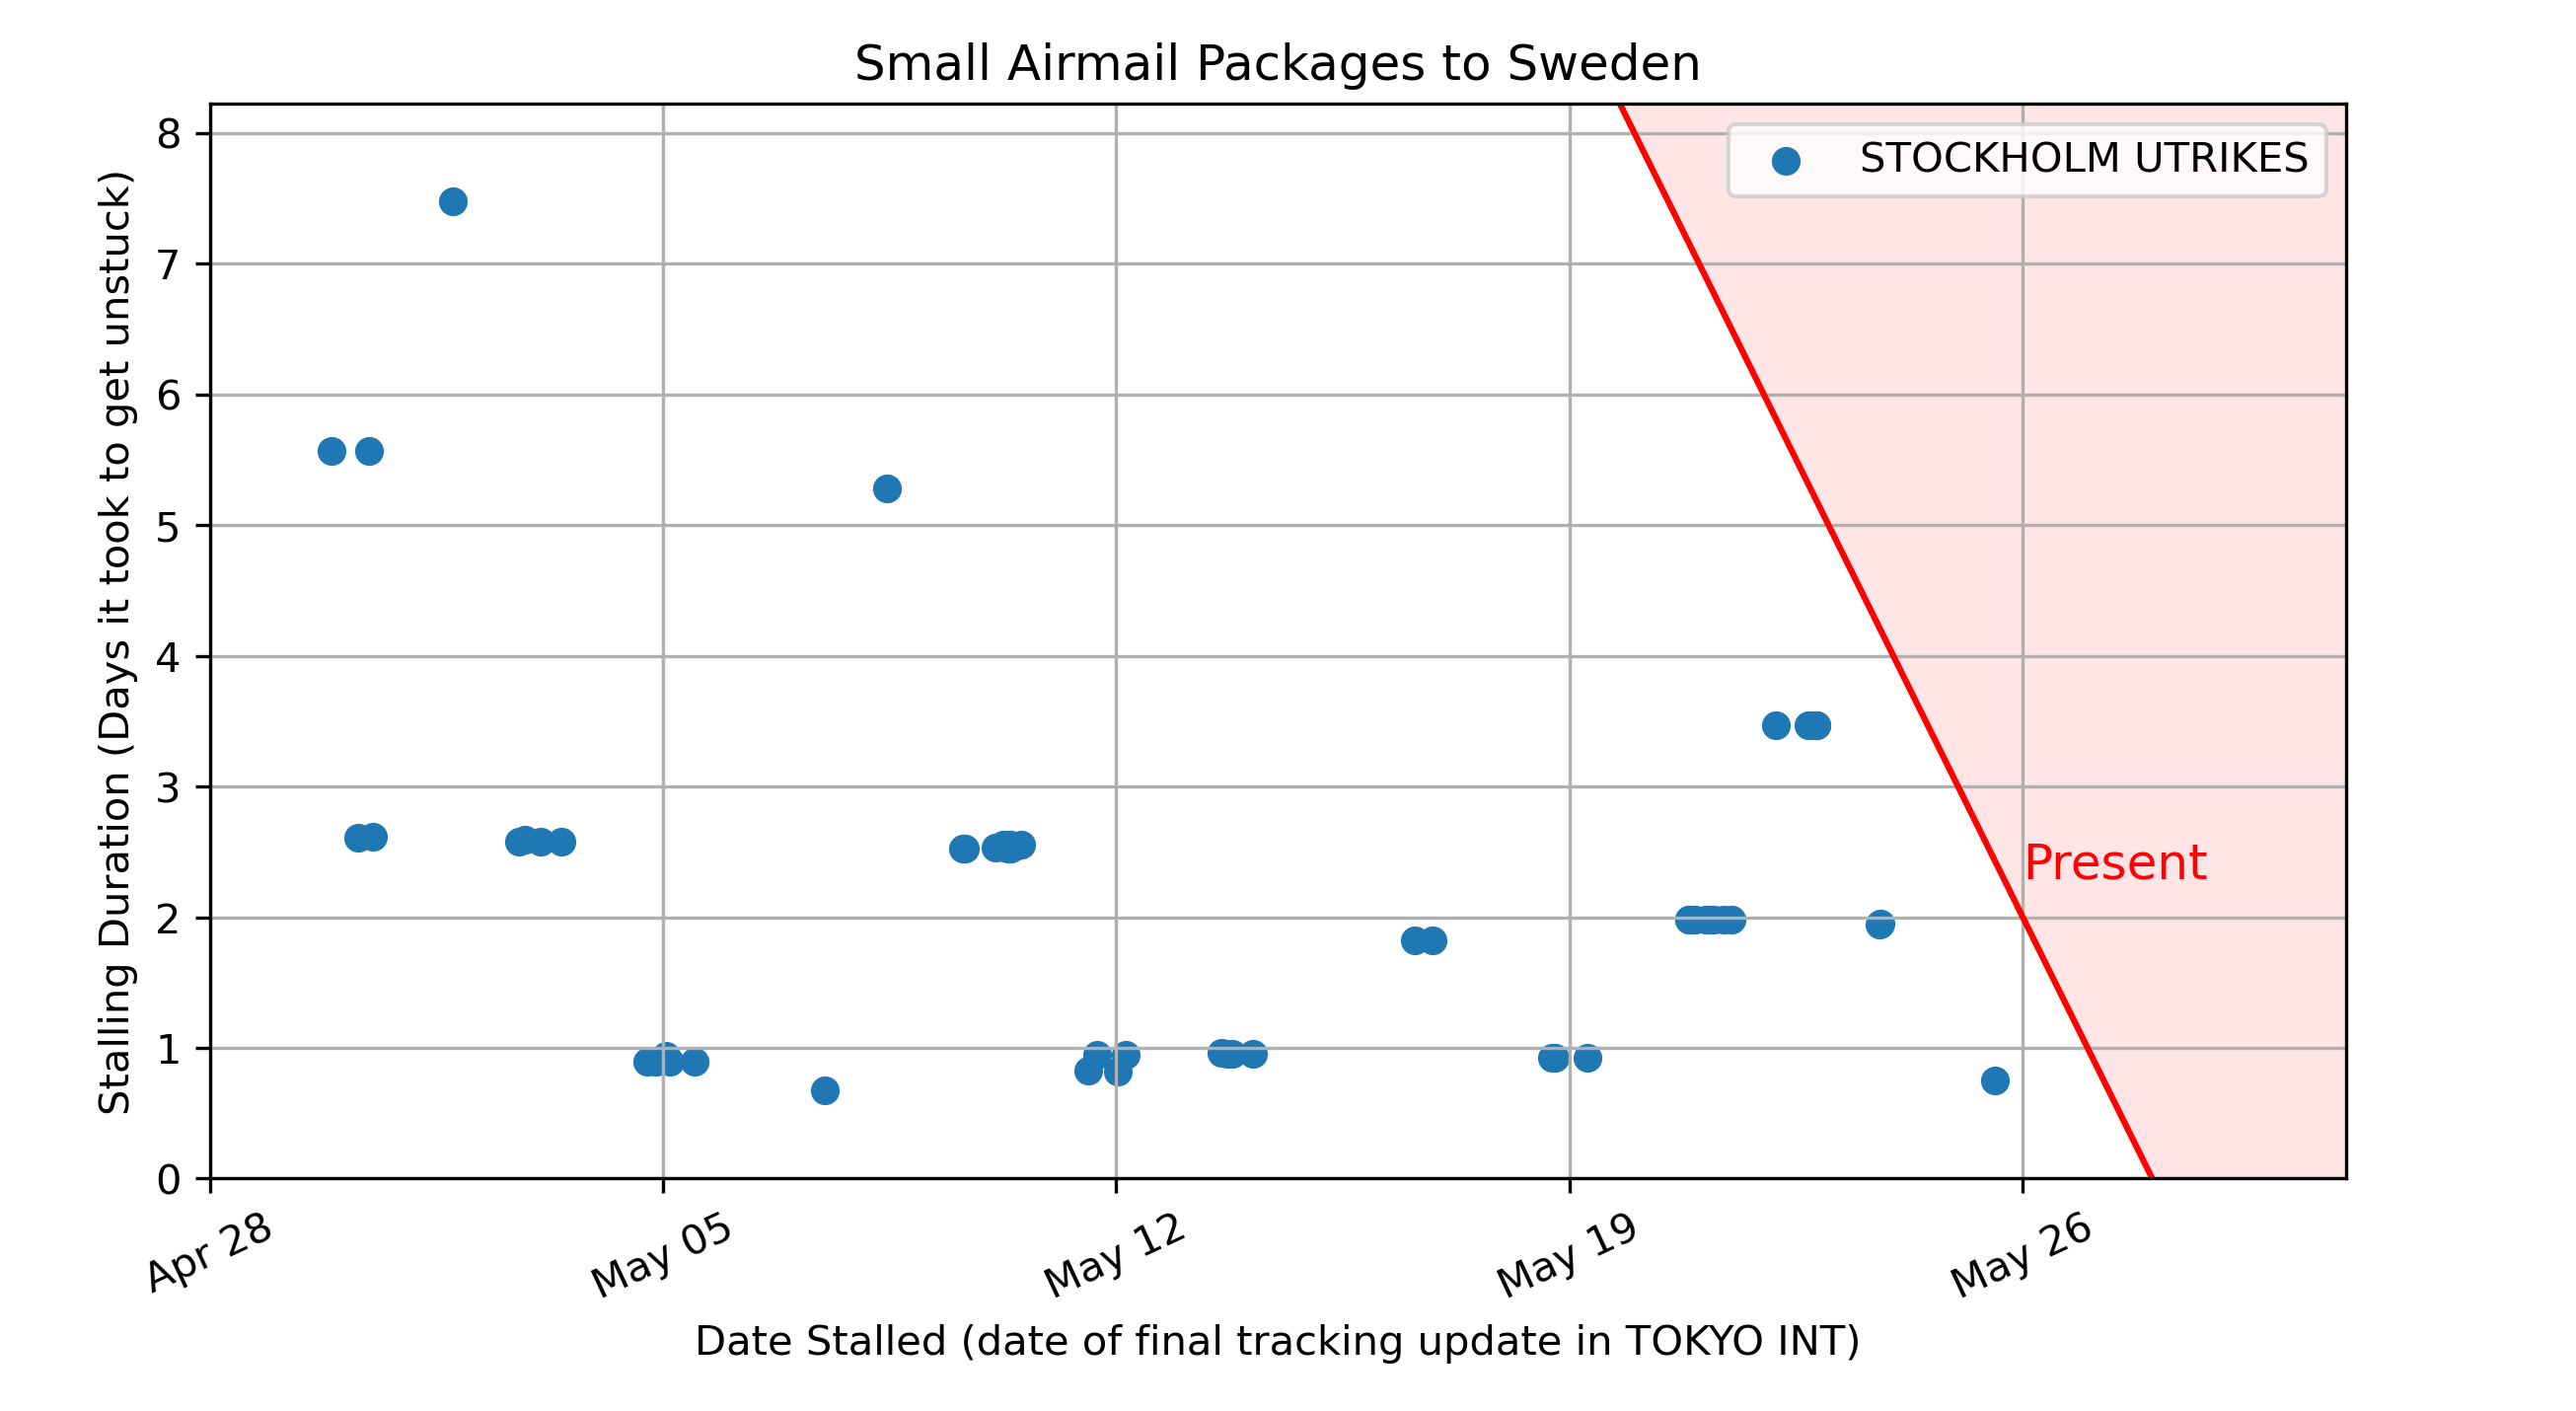 Small Airmail Packages to Sweden
STOCKHOLM UTRIKES
Stalling Duration (Days it took to get unstuck)
8
7
6
5
4
3
2
1
0
Present
Apr 28
May 05
May 12
May 19
May 26
Date Stalled (date of final tracking update in TOKYO INT)